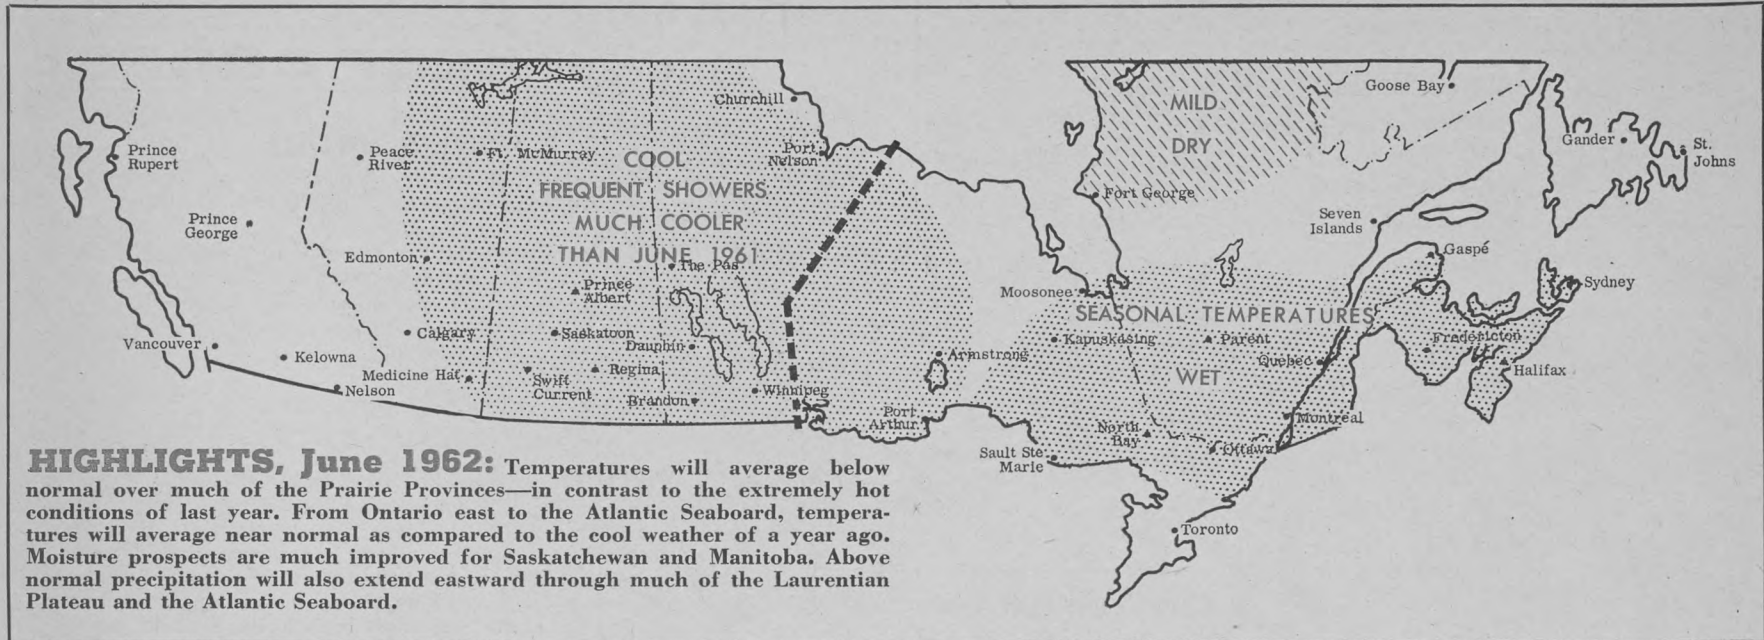 Churchill
MILD
DRY
Goose Bay
Prince
Rupert
Peace
River
Ft. McMurray
Port
Nelson
COOL
FREQUENT SHOWERS
MUCH COOLER
THAN JUNE 1961
Gander
St.
Johns
Fort George
Prince
George
Seven
Islands
Edmonton
The Pas
Gaspé
Prince
Albert
Moosonee
Sydney
SEASONAL TEMPERATURES
Vancouver
Calgary
Saskatoon
Dauphin
Kapuskasing
Parent
Fredericton
Kelowna
Armstrong
Quebec
Medicine Hat
Regina
WET
Halifax
Nelson
Swift
Current
Brandon
Winnipeg
Port
Arthur
Montreal
North
Bay
Sault Ste
Marie
Ottawa
Toronto
HIGHLIGHTS, June 1962: Temperatures will average below
normal over much of the Prairie Provinces—in contrast to the extremely hot
conditions of last year. From Ontario east to the Atlantic Seaboard, tempera-
tures will average near normal as compared to the cool weather of a year ago.
Moisture prospects are much improved for Saskatchewan and Manitoba. Above
normal precipitation will also extend eastward through much of the Laurentian
Plateau and the Atlantic Seaboard.